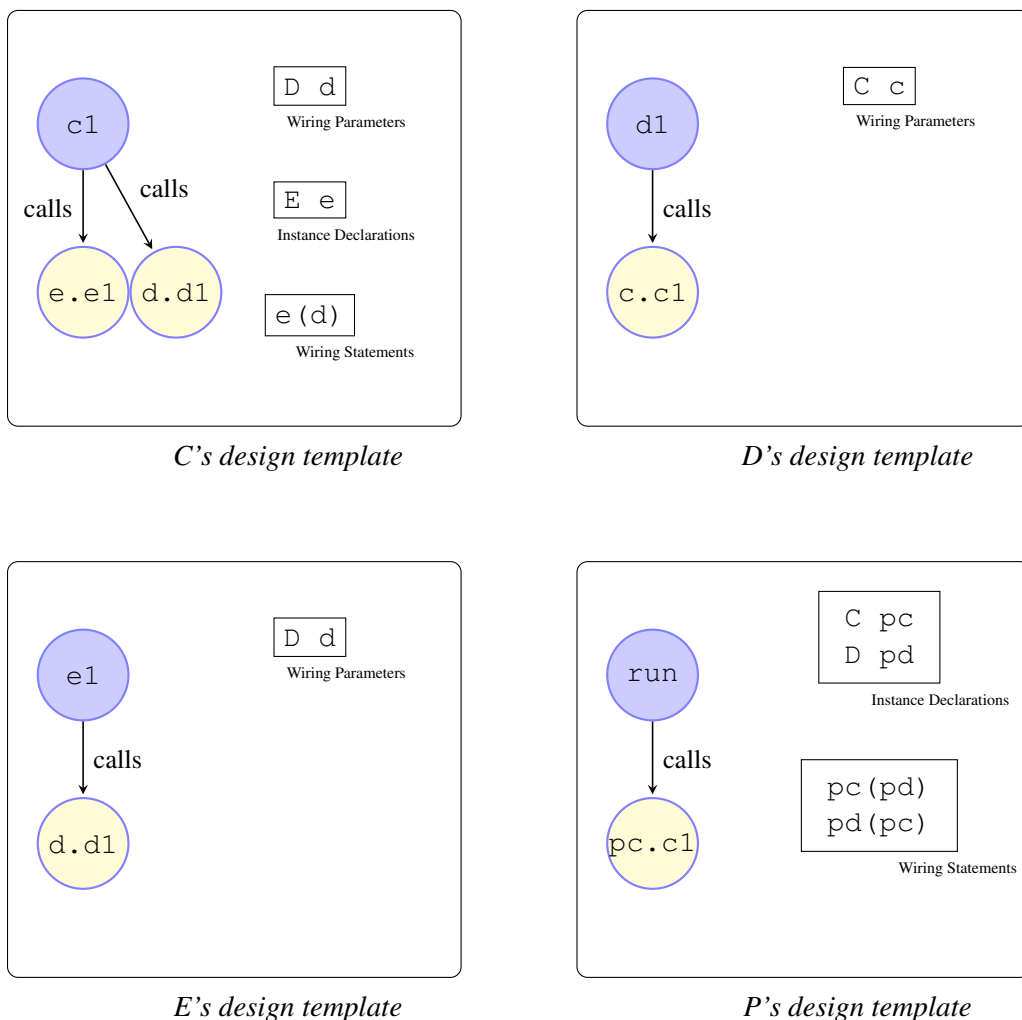 c1
calls
calls
e.e1
d.d1
D d
Wiring Parameters
E e
Instance Declarations
e(d)
Wiring Statements
C's design template
d1
calls
c.c1
C c
Wiring Parameters
D's design template
e1
calls
d.d1
D d
Wiring Parameters
E's design template
run
calls
pc.c1
C pc
D pd
Instance Declarations
pc(pd)
pd(pc)
Wiring Statements
P's design template